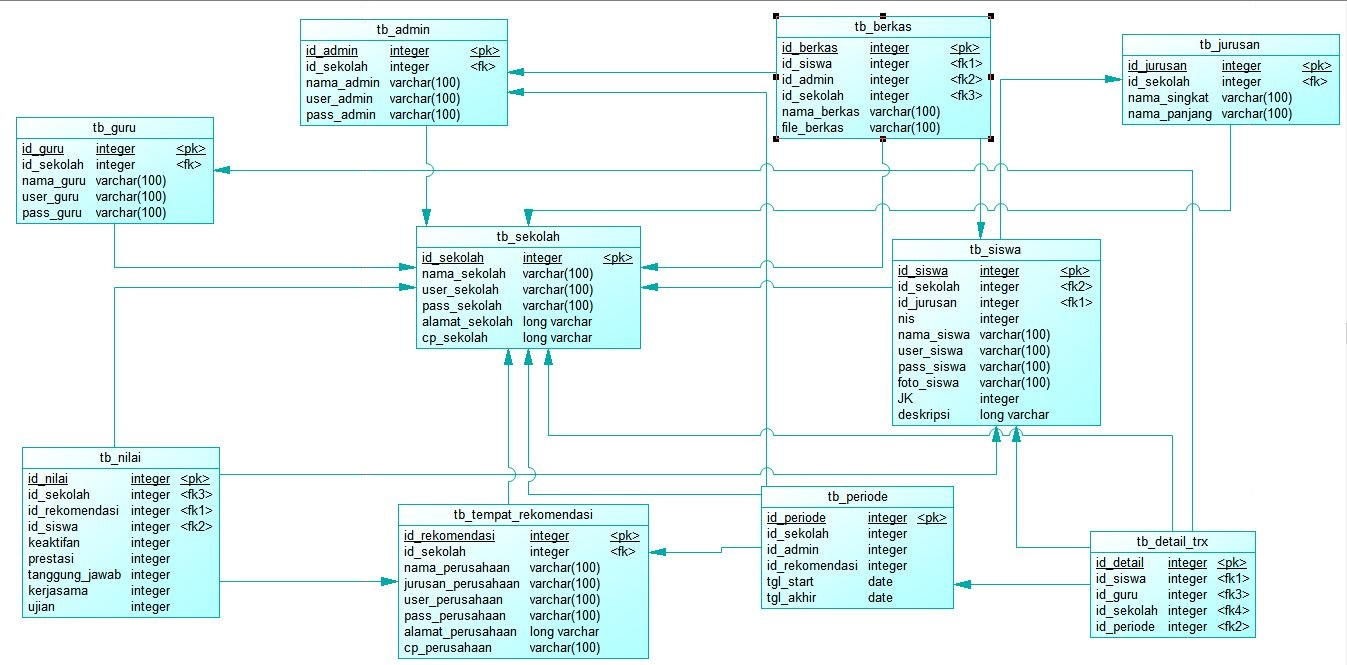 tb_admin
id_admin integer <pk>
id_sekolah integer <fk>
nama_admin varchar(100)
user_admin varchar(100)
pass_admin varchar(100)
tb_berkas
id_berkas integer <pk>
id_siswa integer <fk1>
id_admin integer <fk2>
id_sekolah integer <fk3>
nama_berkas varchar(100)
file_berkas varchar(100)
tb_jurusan
id_jurusan integer <pk>
id_sekolah integer <fk>
nama_singkat varchar(100)
nama_panjang varchar(100)
tb_guru
id_guru integer <pk>
id_sekolah integer <fk>
nama_guru varchar(100)
user_guru varchar(100)
pass_guru varchar(100)
tb_sekolah
id_sekolah integer <pk>
nama_sekolah varchar(100)
user_sekolah varchar(100)
pass_sekolah varchar(100)
alamat_sekolah long varchar
cp_sekolah long varchar
tb_siswa
id_siswa integer <pk>
id_sekolah integer <fk2>
id_jurusan integer <fk1>
nis integer
nama_siswa varchar(100)
user_siswa varchar(100)
pass_siswa varchar(100)
foto_siswa varchar(100)
JK integer
deskripsi long varchar
tb_nilai
id_nilai integer <pk>
id_sekolah integer <fk3>
id_rekomendasi integer <fk1>
id_siswa integer <fk2>
keaktifan integer
prestasi integer
tanggung_jawab integer
kerjasama integer
ujian integer
tb_tempat_rekomendasi
id_rekomendasi integer <pk>
id_sekolah integer <fk>
nama_perusahaan varchar(100)
jurusan_perusahaan varchar(100)
user_perusahaan varchar(100)
pass_perusahaan varchar(100)
alamat_perusahaan long varchar
cp_perusahaan varchar(100)
tb_periode
id_periode integer <pk>
id_sekolah integer
id_admin integer
id_rekomendasi integer
tgl_start date
tgl_akhir date
tb_detail_trx
id_detail integer <pk>
id_siswa integer <fk1>
id_guru integer <fk3>
id_sekolah integer <fk4>
id_periode integer <fk2>